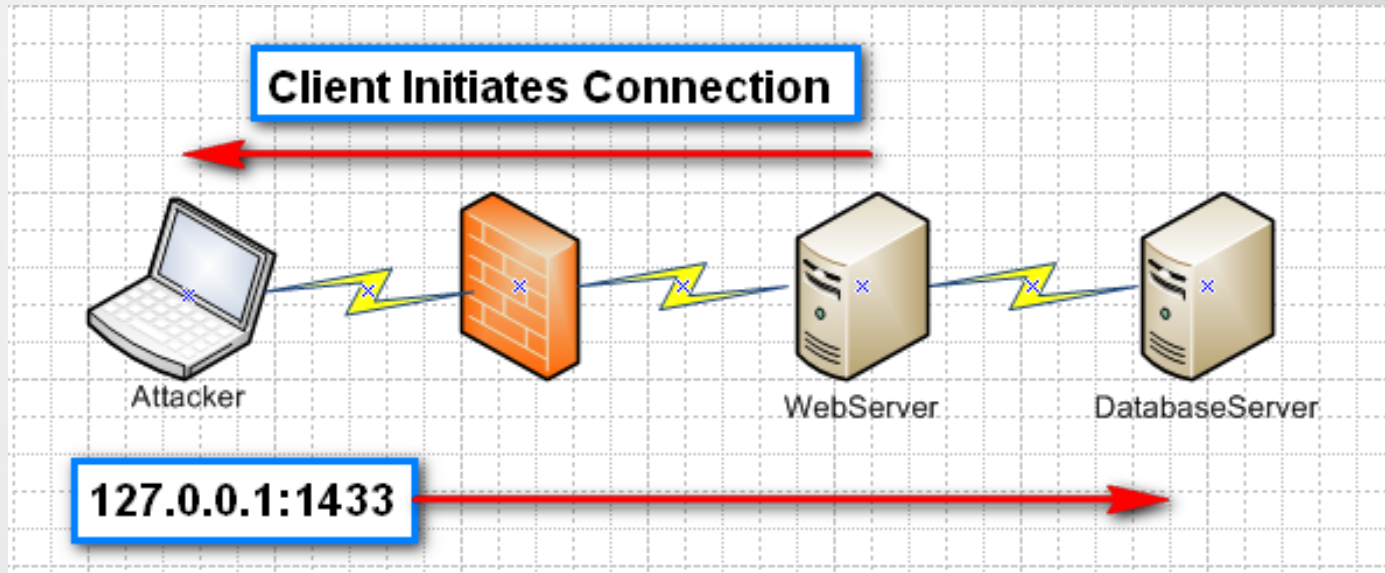 Client Initiates Connection
Attacker
WebServer
DatabaseServer
127.0.0.1:1433